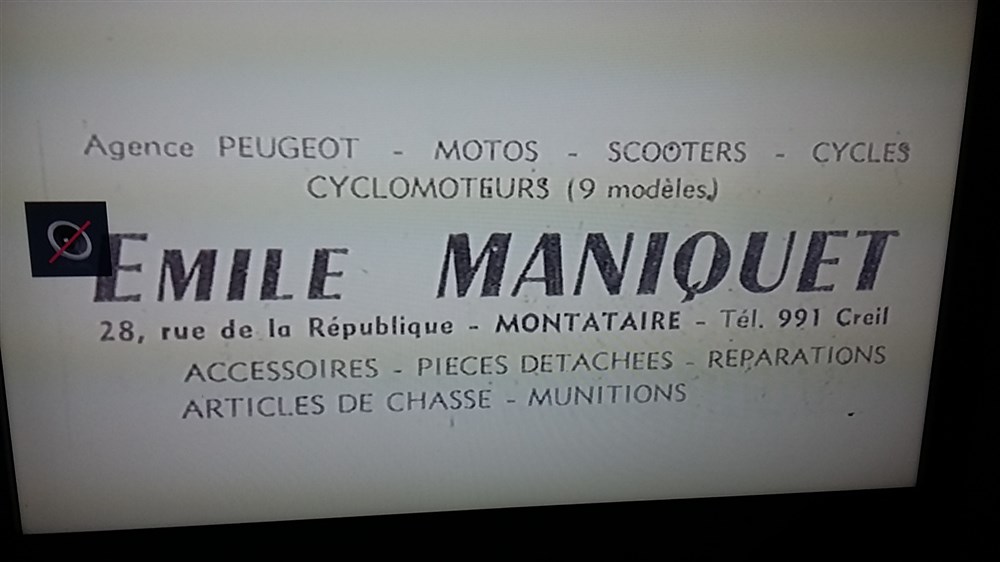 Agence PEUGEOT - MOTOS - SCOOTERS - CYCLES
CYCLOMOTEURS (9 modèles)
EMILE MANIQUET
28, rue de la République - MONTATAIRE - Tél. 991 Creil
ACCESSOIRES - PIECES DETACHEES - REPARATIONS
ARTICLES DE CHASSE - MUNITIONS